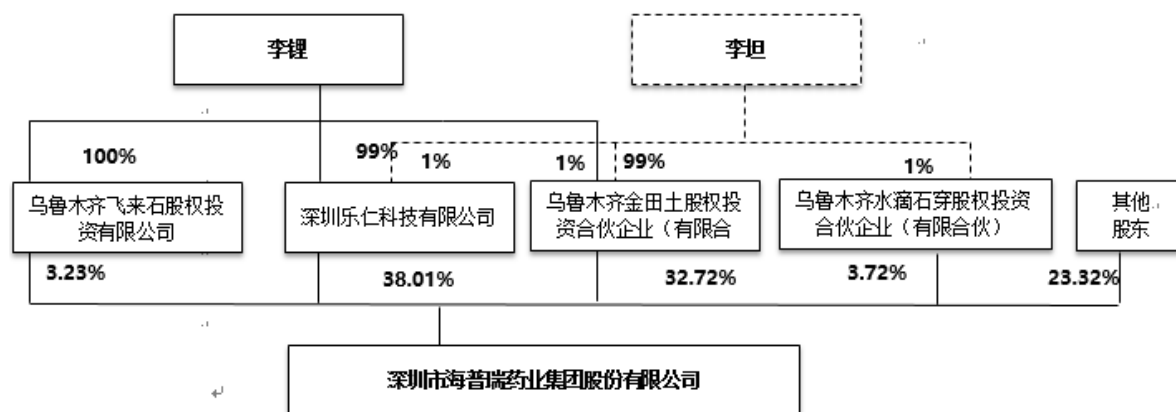 李锂
李坦
100%
99%
1%
1%
99%
1%
乌鲁木齐飞来石股权投
资有限公司
深圳乐仁科技有限公司
乌鲁木齐金田土股权投
资合伙企业（有限合
乌鲁木齐水滴石穿股权投资
合伙企业（有限合伙）
其他
股东
3.23%
38.01%
32.72%
3.72%
23.32%
深圳市海普瑞药业集团股份有限公司